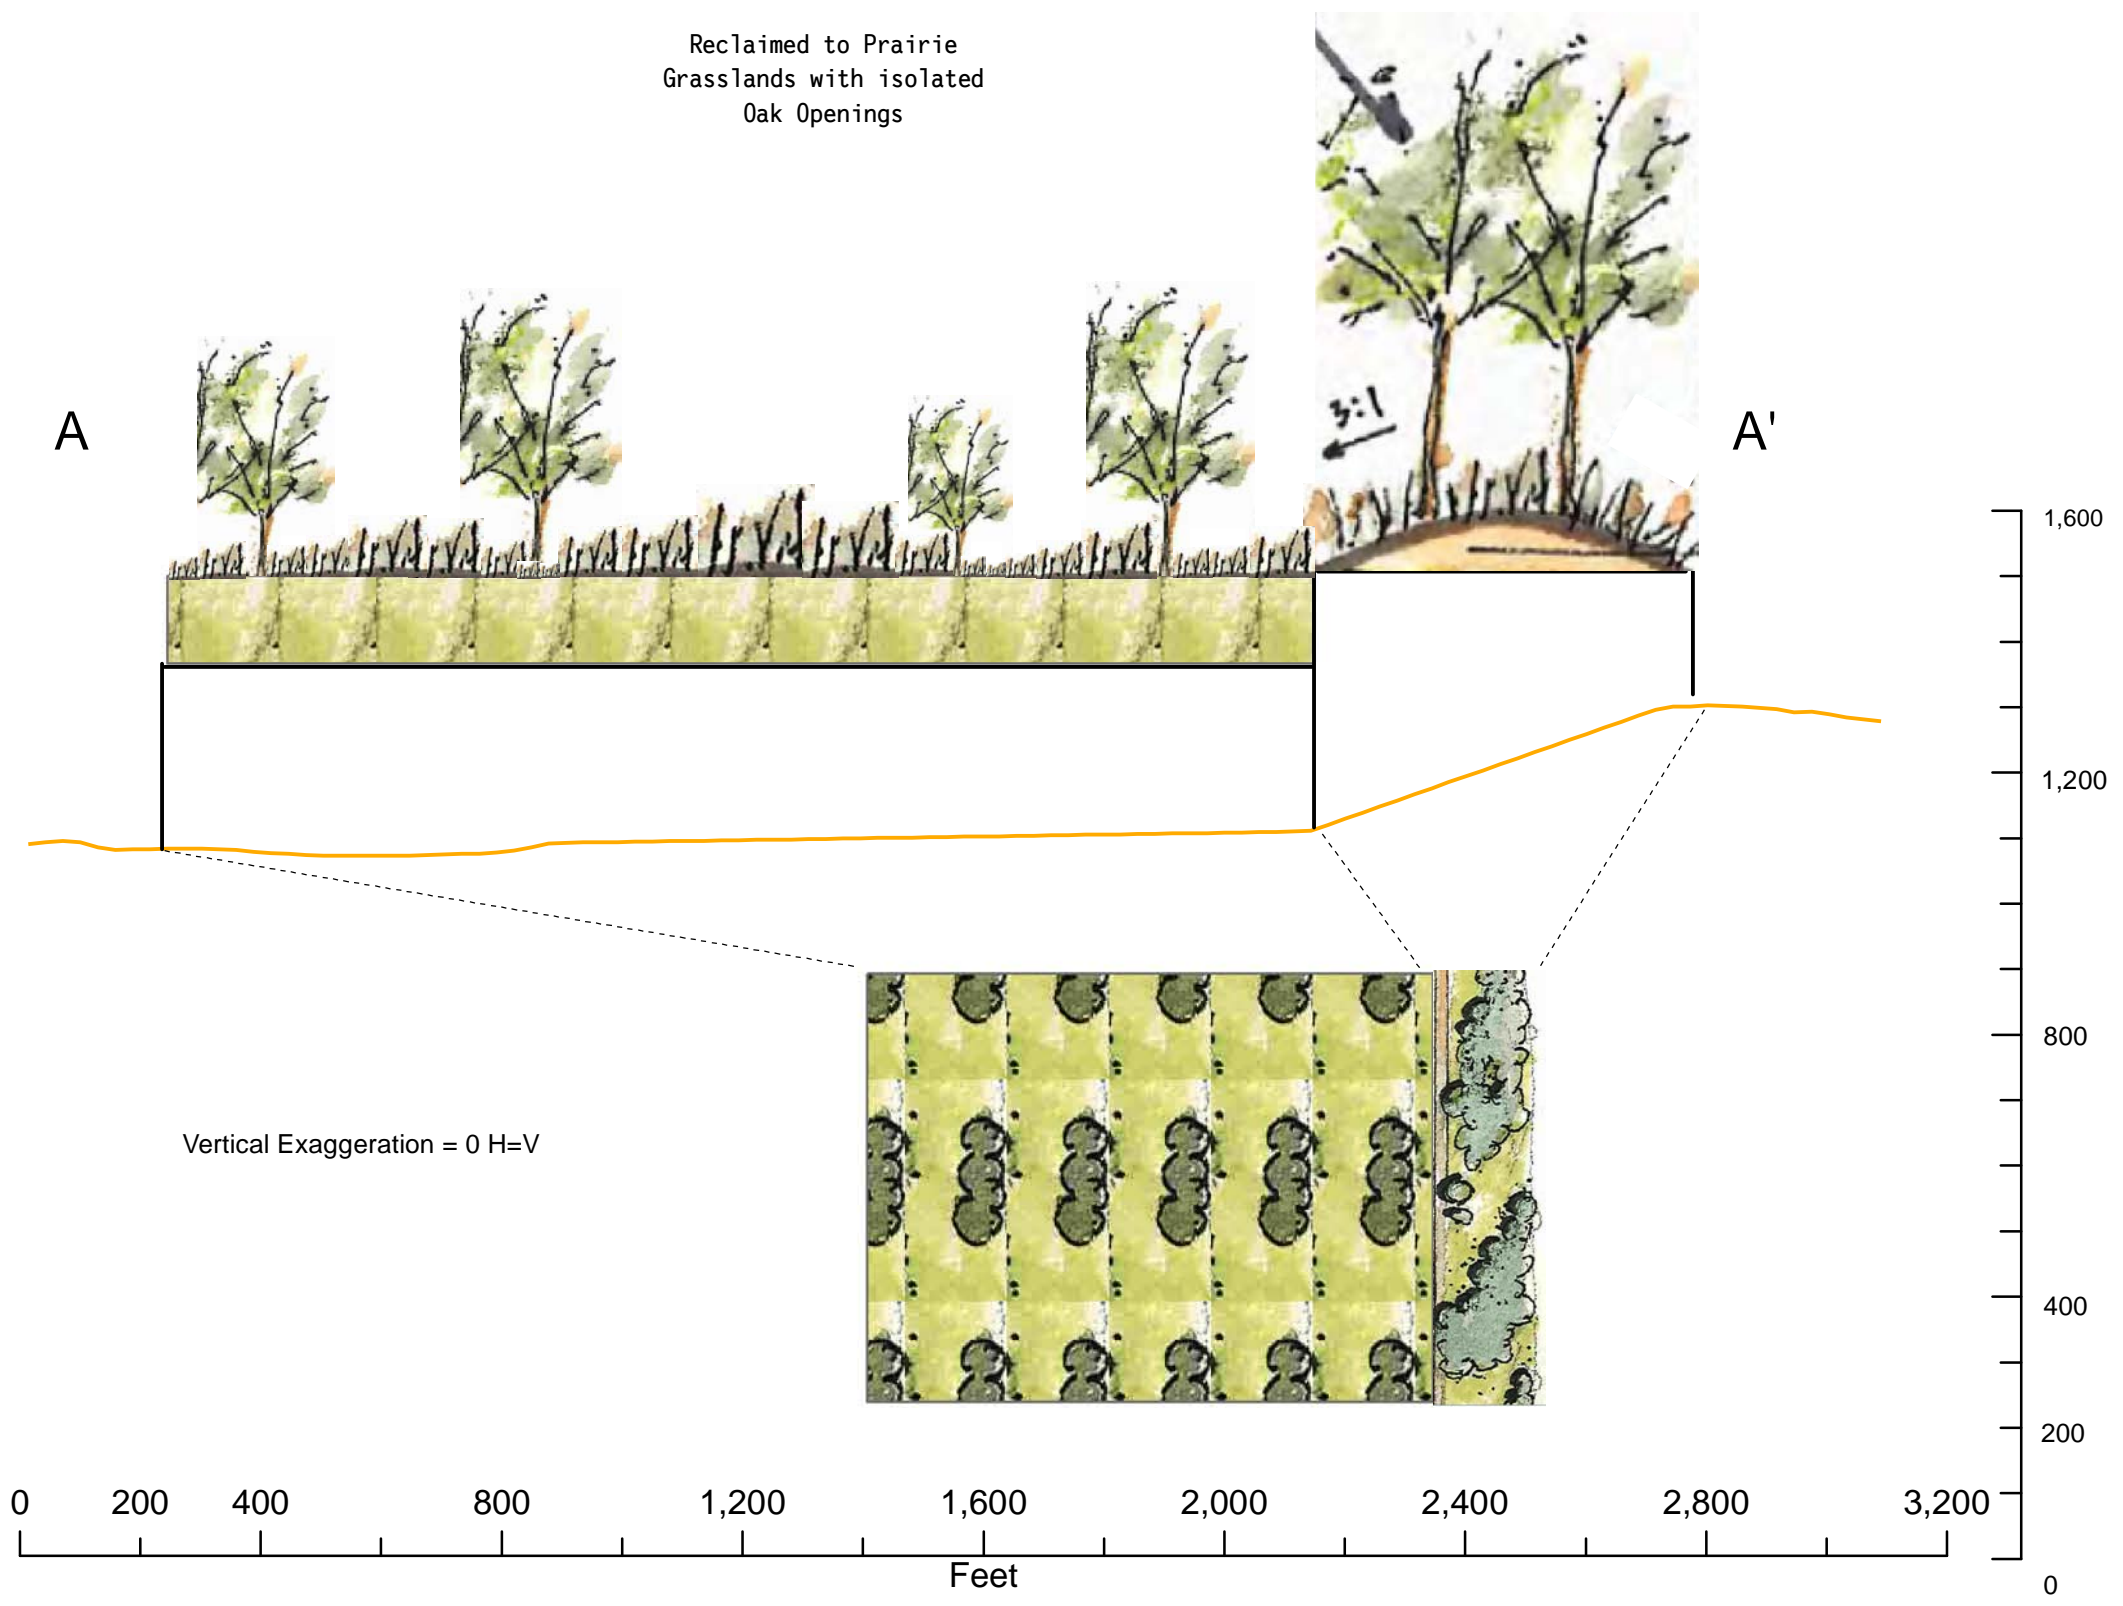 Reclaimed to Prairie
Grasslands with isolated
Oak Openings
A
3:1
A'
1,600
1,200
800
400
200
0
Vertical Exaggeration = 0 H=V
0 200 400 800 1,200 1,600 2,000 2,400 2,800 3,200
Feet